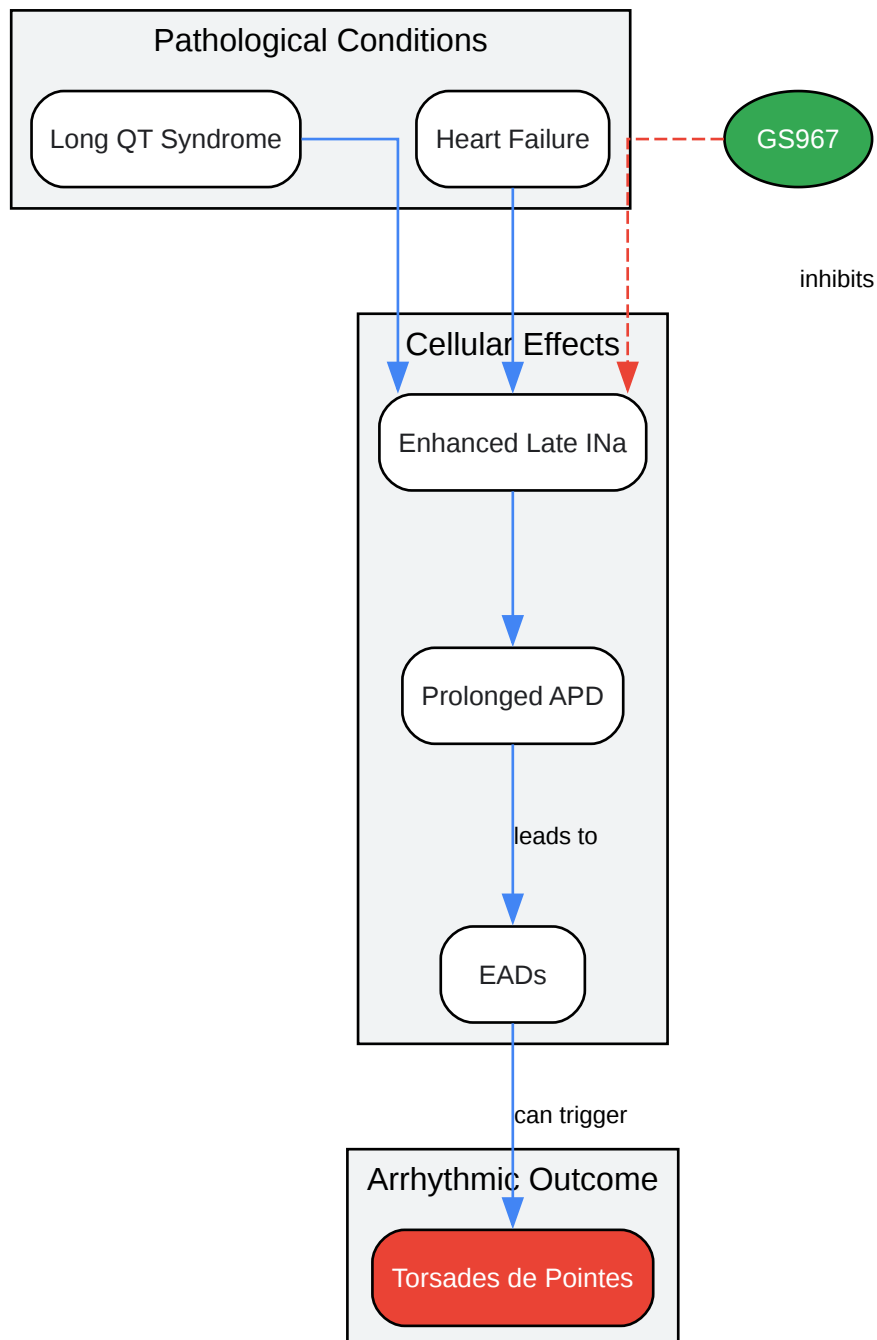 Pathological Conditions
Long QT Syndrome
Heart Failure
GS967
inhibits
Cellular Effects
Enhanced Late INa
Prolonged APD
leads to
EADs
can trigger
Arrhythmic Outcome
Torsades de Pointes